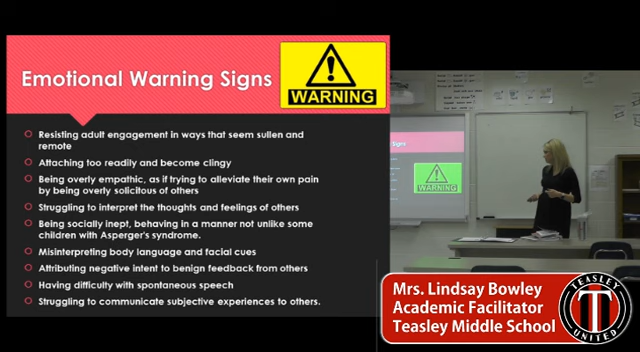 Emotional Warning Signs
WARNING
Resisting adult engagement in ways that seem sullen and
remote
Attaching too readily and become clingy
Being overly empathic, as if trying to alleviate their own pain
by being overly solicitous of others
Struggling to interpret the thoughts and feelings of others
Being socially inept, behaving in a manner not unlike some
children with Asperger's syndrome.
Misinterpreting body language and facial cues
Attributing negative intent to benign feedback from others
Having difficulty with spontaneous speech
Struggling to communicate subjective experiences to others.
Signs
WARNING
Mrs. Lindsay Bowley
Academic Facilitator
Teasley Middle School
TEASLEY
T
UNITED